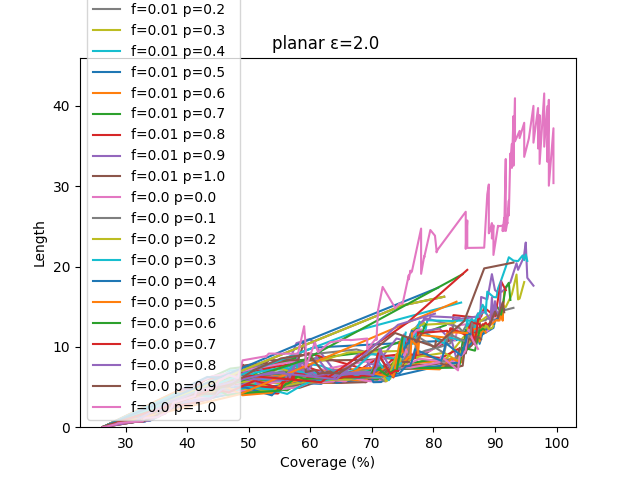 f=0.01 p=0.2
f=0.01 p=0.3
f=0.01 p=0.4
planar ε=2.0
f=0.01 p=0.5
f=0.01 p=0.6
f=0.01 p=0.7
f=0.01 p=0.8
f=0.01 p=0.9
f=0.01 p=1.0
f=0.0 p=0.0
f=0.0 p=0.1
f=0.0 p=0.2
f=0.0 p=0.3
f=0.0 p=0.4
f=0.0 p=0.5
f=0.0 p=0.6
f=0.0 p=0.7
f=0.0 p=0.8
f=0.0 p=0.9
f=0.0 p=1.0
40
30
20
10
0
Length
30 40 50 60 70 80 90 100
Coverage (%)